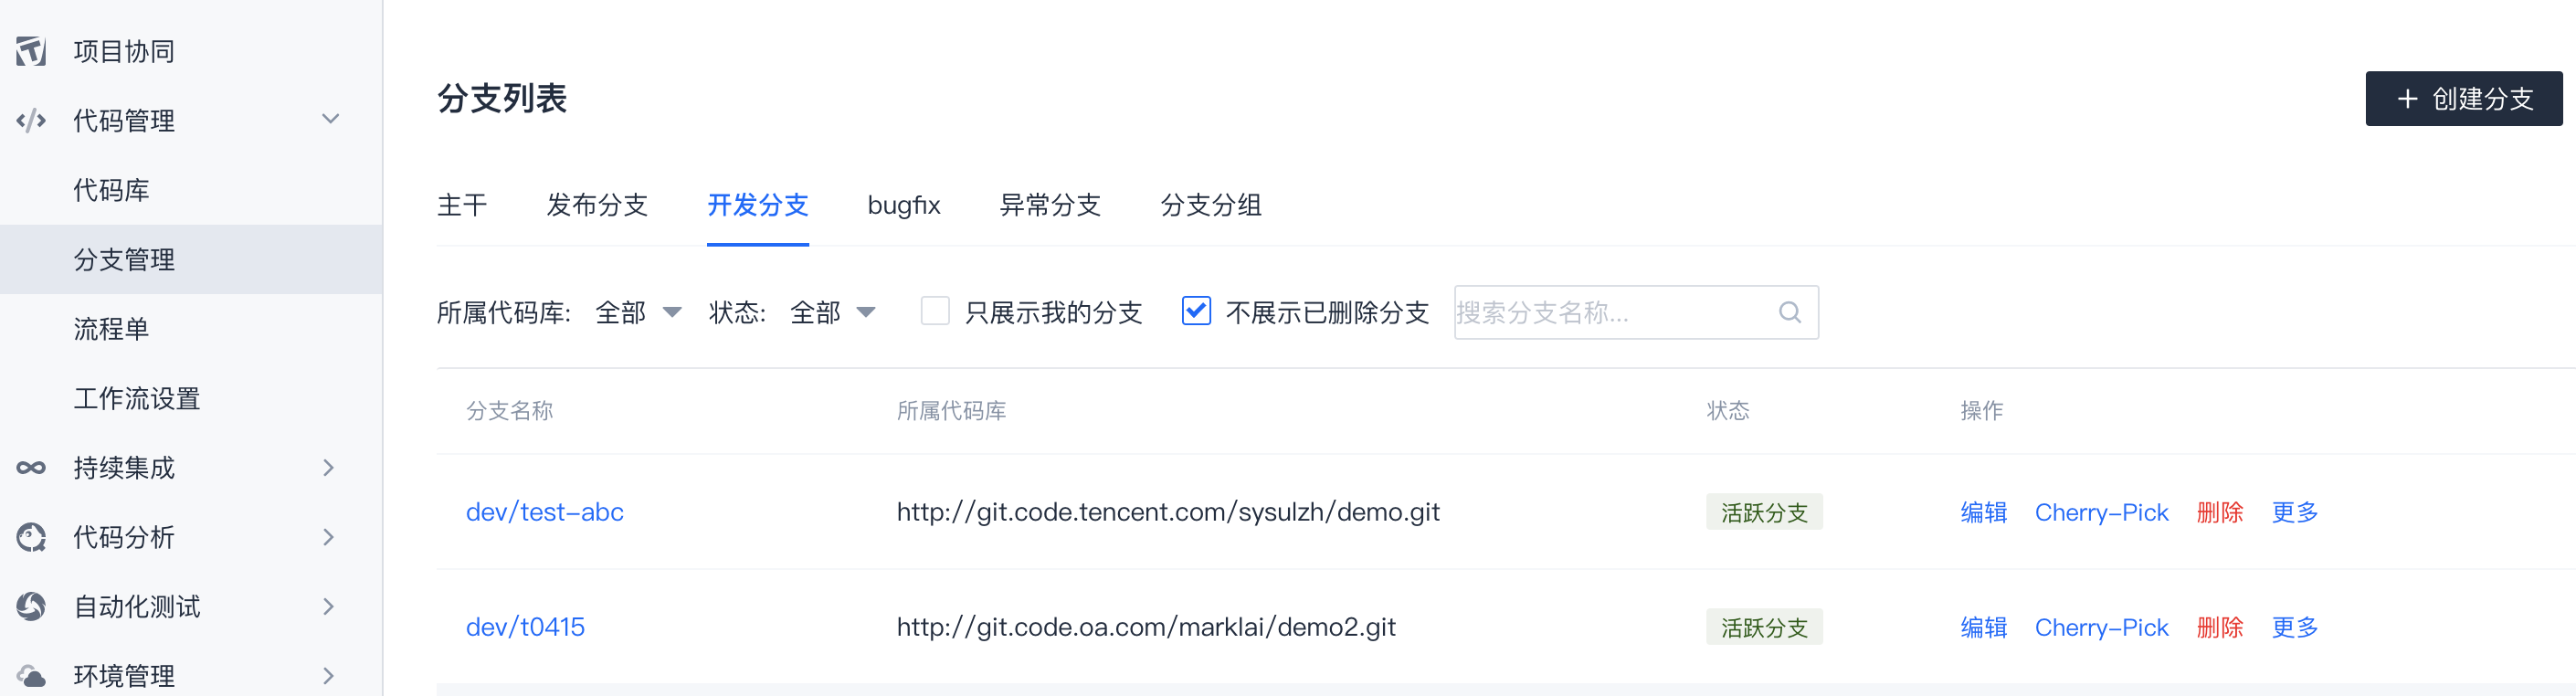 项目协同
代码管理
代码库
分支管理
流程单
工作流设置
持续集成
代码分析
自动化测试
环境管理
分支列表
+ 创建分支
主干 发布分支 开发分支 bugfix 异常分支 分支分组
所属代码库: 全部 状态: 全部 只展示我的分支 不展示已删除分支 搜索分支名称...
分支名称 所属代码库 状态 操作
dev/test-abc http://git.code.tencent.com/sysulzh/demo.git 活跃分支 编辑 Cherry-Pick 删除 更多
dev/t0415 http://git.code.oa.com/marklai/demo2.git 活跃分支 编辑 Cherry-Pick 删除 更多